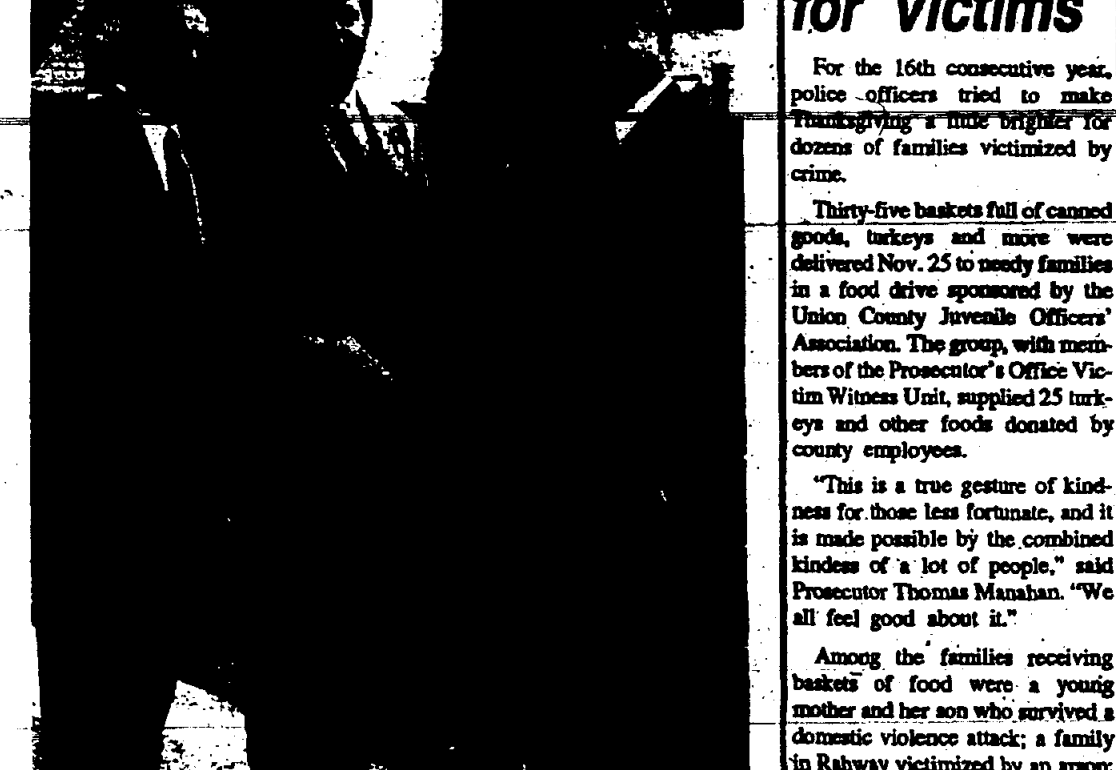 for victims
For the 16th consecutive year,
police officers tried to make
Thanksgiving a little brighter for
dozens of families victimized by
crime.
Thirty-five baskets full of canned
goods, turkeys and more were
delivered Nov. 25 to needy families
in a food drive sponsored by the
Union County Juvenile Officers'
Association. The group, with mem-
bers of the Prosecutor's Office Vic-
tim Witness Unit, supplied 25 turk-
eys and other foods donated by
county employees.
"This is a true gesture of kind-
ness for those less fortunate, and it
is made possible by the combined
kindess of a lot of people," said
Prosecutor Thomas Manahan. "We
all feel good about it."
Among the families receiving
baskets of food were a young
mother and her son who survived a
domestic violence attack; a family
in Rahway victimized by an arson